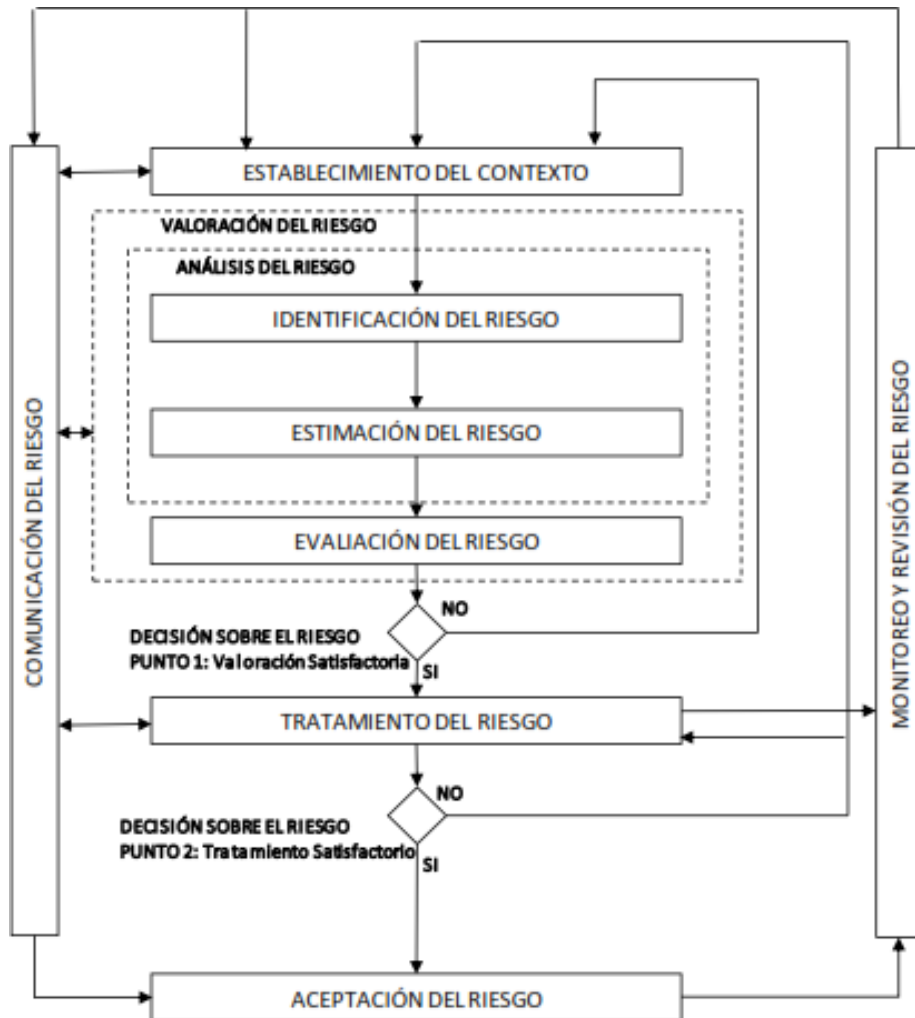 ESTABLECIMIENTO DEL CONTEXTO
VALORACIÓN DEL RIESGO
ANÁLISIS DEL RIESGO
IDENTIFICACIÓN DEL RIESGO
ESTIMACIÓN DEL RIESGO
EVALIACIÓN DEL RIESGO
NO
DECISIÓN SOBRE EL RIESGO
PUNTO 1: Valoración Satisfactoria
SI
TRATAMIENTO DEL RIESGO
NO
DECISIÓN SOBRE EL RIESGO
PUNTO 2: Tratamiento Satisfactorio
SI
ACEPTACIÓN DEL RIESGO
COMUNICACIÓN DEL RIESGO
MONITOREO Y REVISIÓN DEL RIESGO